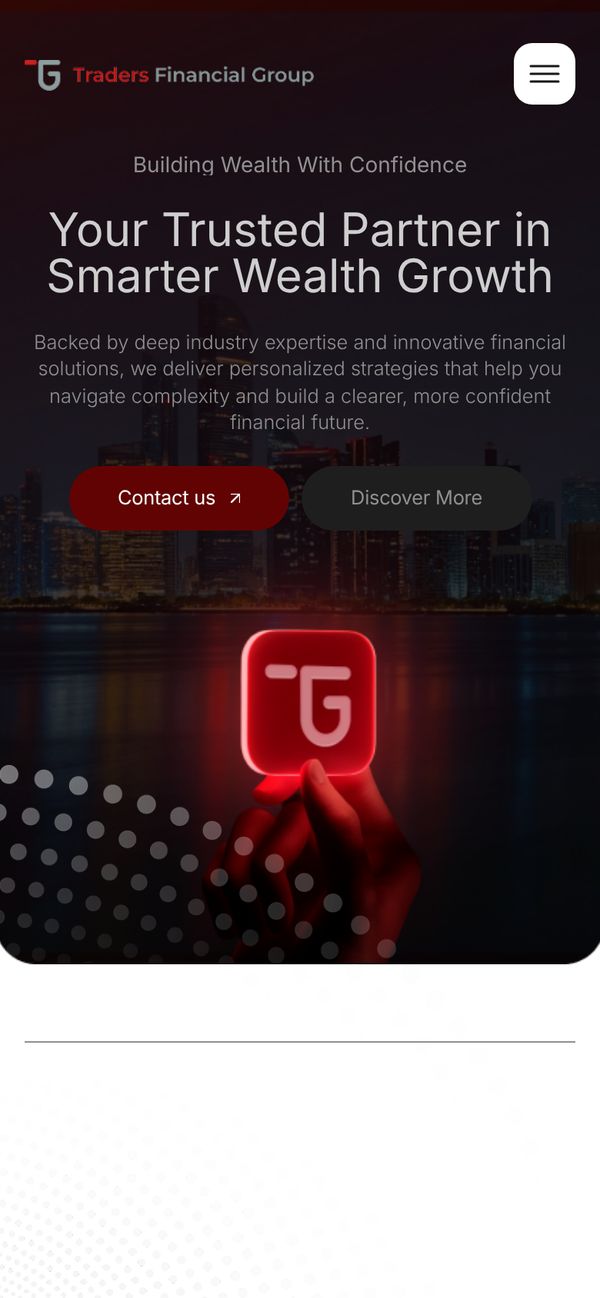 Traders Financial Group
Building Wealth With Confidence
Your Trusted Partner in
Smarter Wealth Growth
Backed by deep industry expertise and innovative financial
solutions, we deliver personalized strategies that help you
navigate complexity and build a clearer, more confident
financial future.
Contact us
Discover More
TG